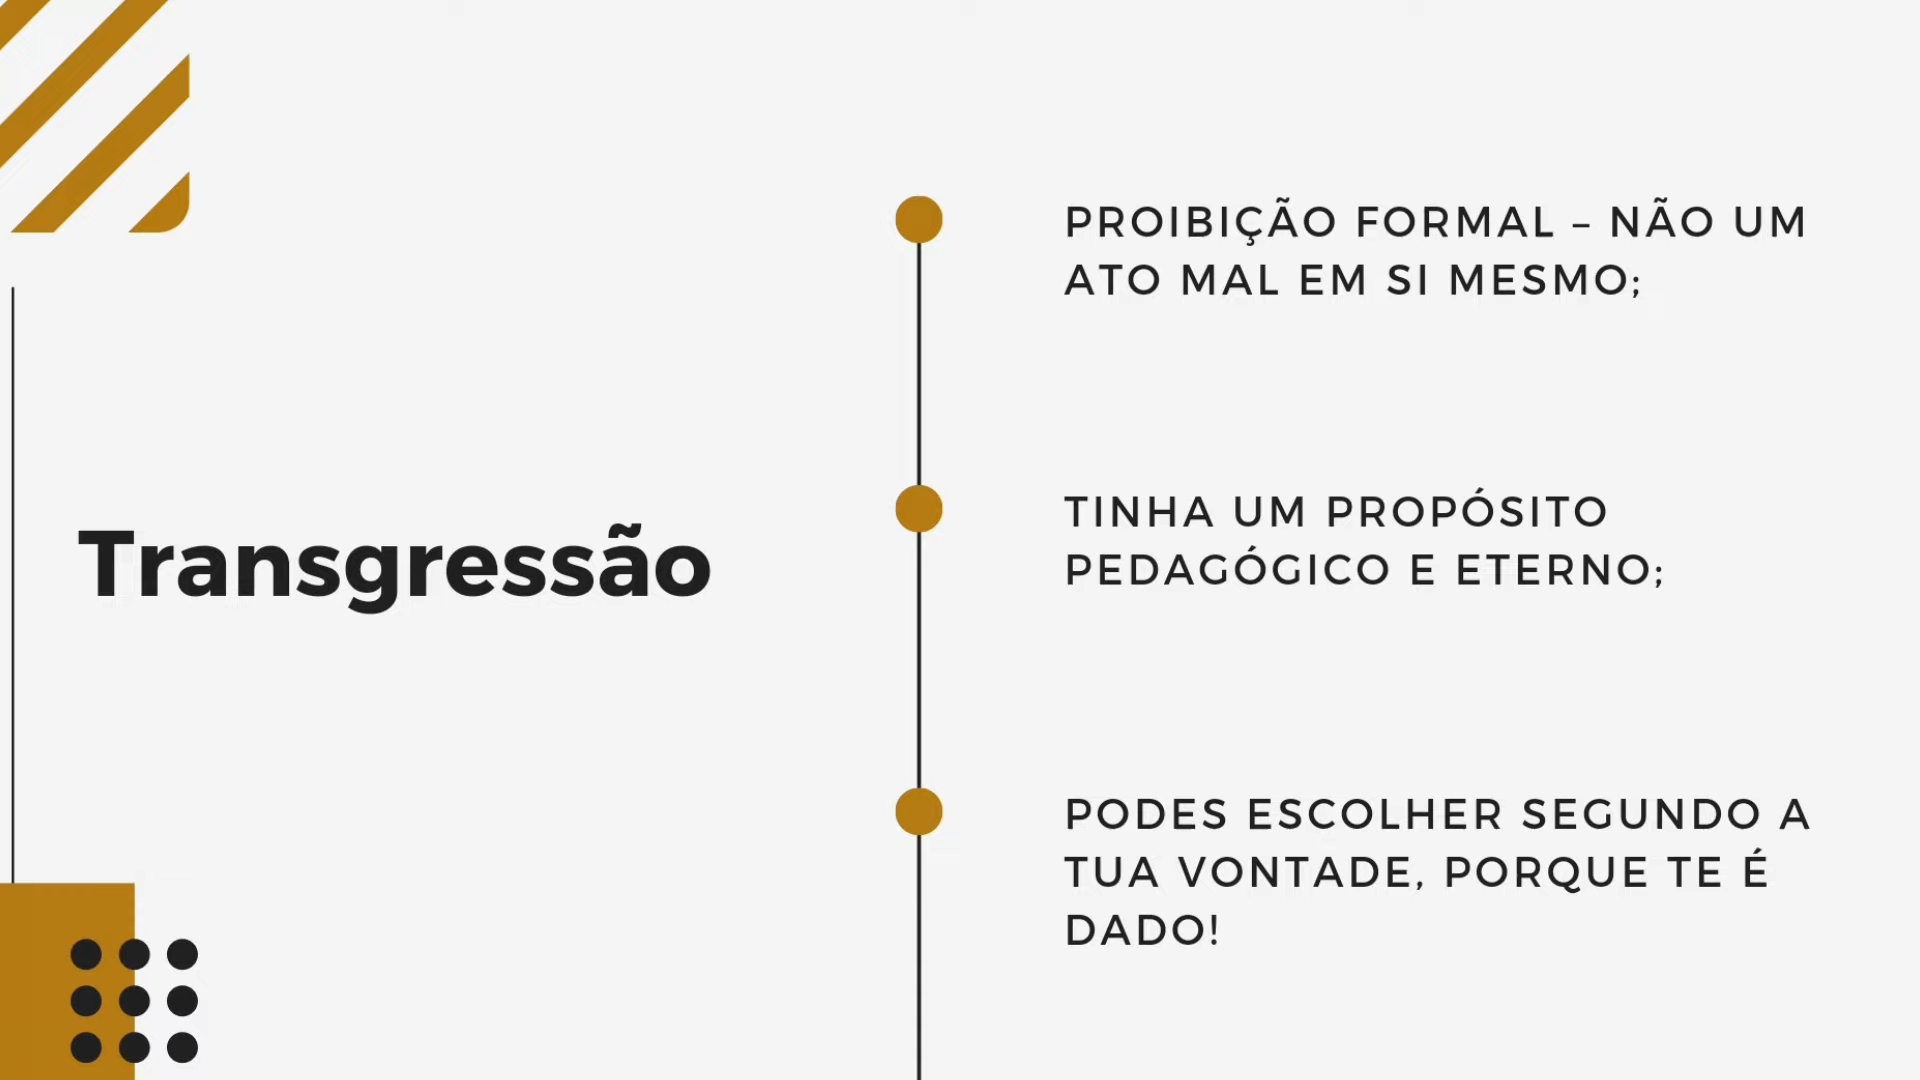 Transgressão
PROIBIÇÃO FORMAL – NÃO UM
ATO MAL EM SI MESMO;
TINHA UM PROPÓSITO
PEDAGÓGICO E ETERNO;
PODES ESCOLHER SEGUNDO A
TUA VONTADE, PORQUE TE É
DADO!